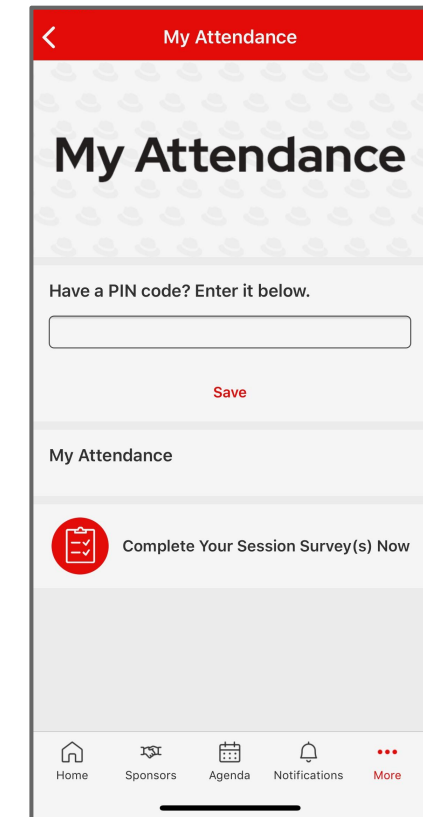 My Attendance
My Attendance
Have a PIN code? Enter it below.
Save
My Attendance
Complete Your Session Survey(s) Now
Home Sponsors Agenda Notifications More